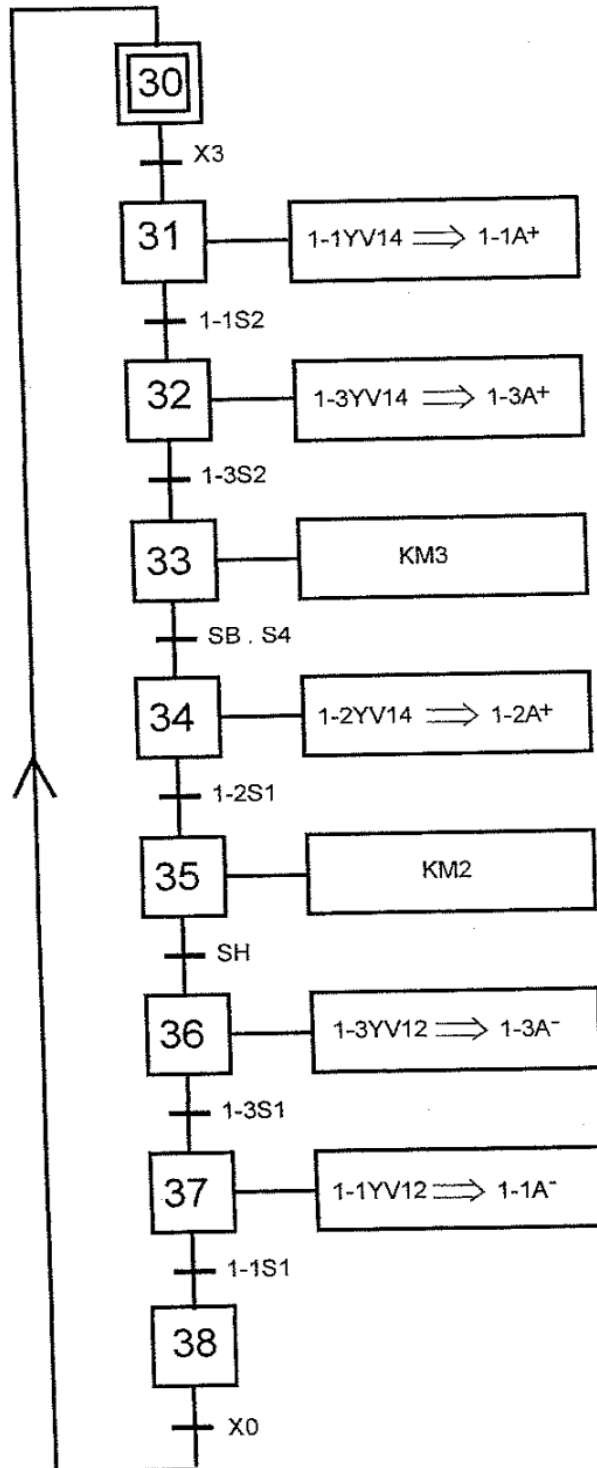 30
X3
31
1-1YV14 ⟹ 1-1A+
1-1S2
32
1-3YV14 ⟹ 1-3A+
1-3S2
33
KM3
SB . S4
34
1-2YV14 ⟹ 1-2A+
1-2S1
35
KM2
SH
36
1-3YV12 ⟹ 1-3A-
1-3S1
37
1-1YV12 ⟹ 1-1A-
1-1S1
38
X0